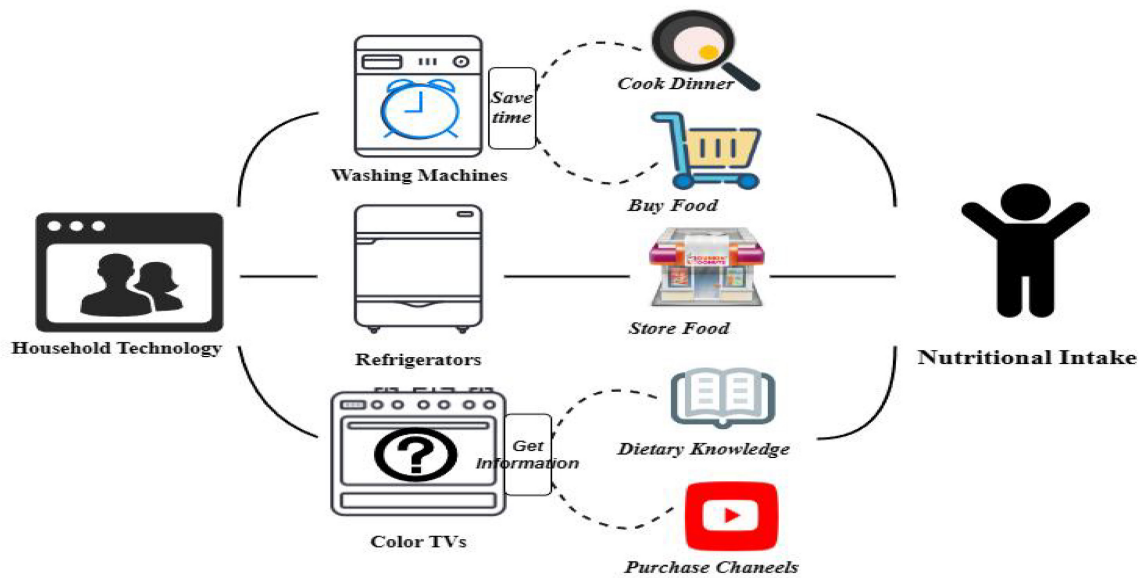 Save
time
Cook Dinner
Washing Machines
Buy Food
Household Technology
Refrigerators
Store Food
Nutritional Intake
Get
Information
Dietary Knowledge
Color TVs
Purchase Chaneels